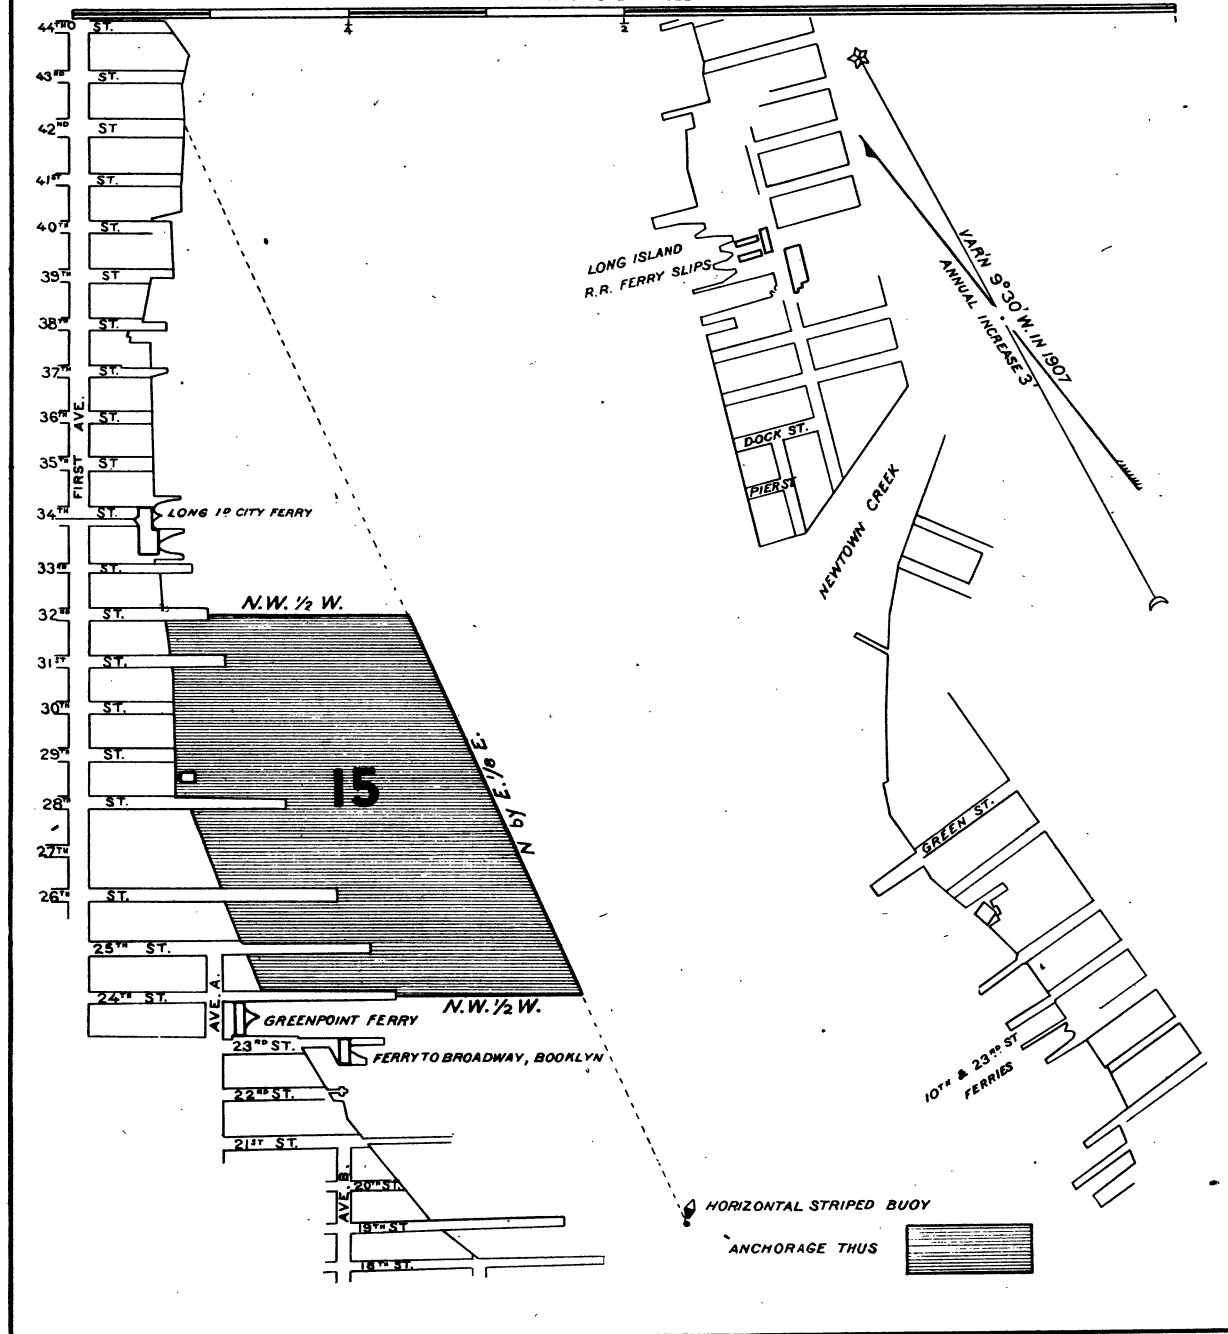 1/4
1/2
1
44TH ST.
43RD ST.
42ND ST
41ST ST.
40TH ST.
39TH ST
38TH ST.
37TH ST.
36TH ST.
35TH ST
34TH ST.
33RD ST.
32ND ST.
31ST ST.
30TH ST.
29TH ST.
28TH ST.
27TH
26TH ST.
25TH ST.
24TH ST.
23RD ST.
22ND ST.
21ST ST.
20TH ST.
19TH ST
18TH ST.
FIRST AVE.
AVE. A.
AVE. B.
LONG ID CITY FERRY
N.W. 1/2 W.
15
N by E. 1/8 E.
N.W. 1/2 W.
GREENPOINT FERRY
FERRY TO BROADWAY, BOOKLYN
LONG ISLAND
R.R. FERRY SLIPS
DOCK ST.
PIER ST
NEWTOWN CREEK
VAR'N 9°30' W. IN 1907
ANNUAL INCREASE 3'
GREEN ST.
10TH & 23RD ST
FERRIES
HORIZONTAL STRIPED BUOY
ANCHORAGE THUS